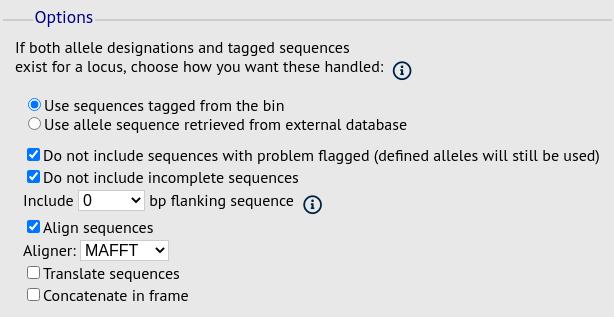 Options
If both allele designations and tagged sequences
exist for a locus, choose how you want these handled:
Use sequences tagged from the bin
Use allele sequence retrieved from external database
Do not include sequences with problem flagged (defined alleles will still be used)
Do not include incomplete sequences
Include 0 bp flanking sequence
Align sequences
Aligner: MAFFT
Translate sequences
Concatenate in frame